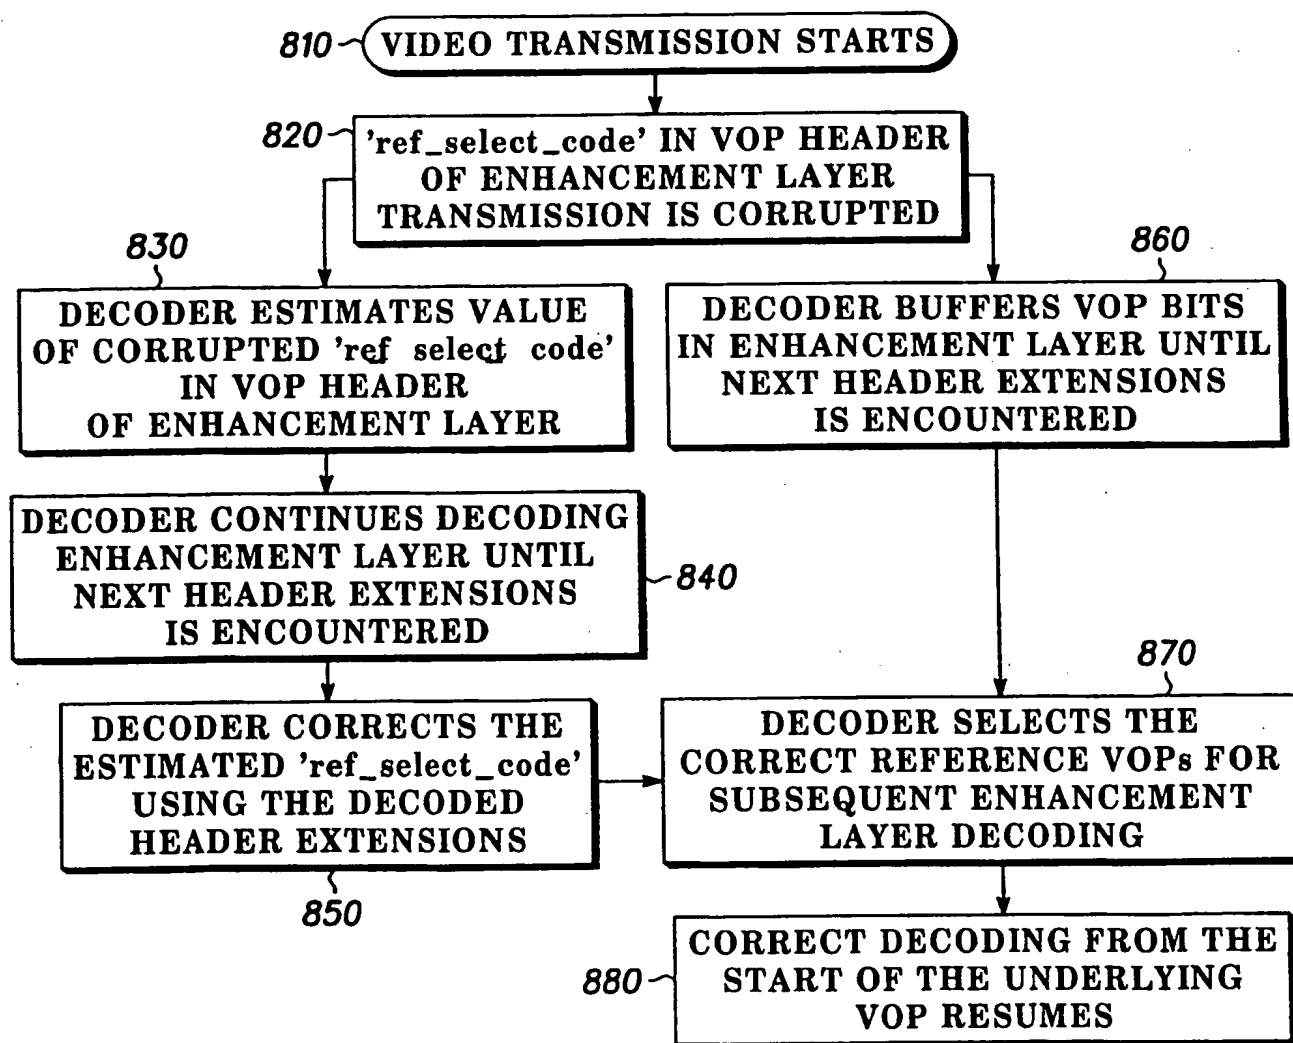 810
VIDEO TRANSMISSION STARTS
820
'ref_select_code' IN VOP HEADER
OF ENHANCEMENT LAYER
TRANSMISSION IS CORRUPTED
830
DECODER ESTIMATES VALUE
OF CORRUPTED 'ref select code'
IN VOP HEADER
OF ENHANCEMENT LAYER
860
DECODER BUFFERS VOP BITS
IN ENHANCEMENT LAYER UNTIL
NEXT HEADER EXTENSIONS
IS ENCOUNTERED
DECODER CONTINUES DECODING
ENHANCEMENT LAYER UNTIL
NEXT HEADER EXTENSIONS
IS ENCOUNTERED
840
DECODER CORRECTS THE
ESTIMATED 'ref_select_code'
USING THE DECODED
HEADER EXTENSIONS
850
870
DECODER SELECTS THE
CORRECT REFERENCE VOPs FOR
SUBSEQUENT ENHANCEMENT
LAYER DECODING
880
CORRECT DECODING FROM THE
START OF THE UNDERLYING
VOP RESUMES